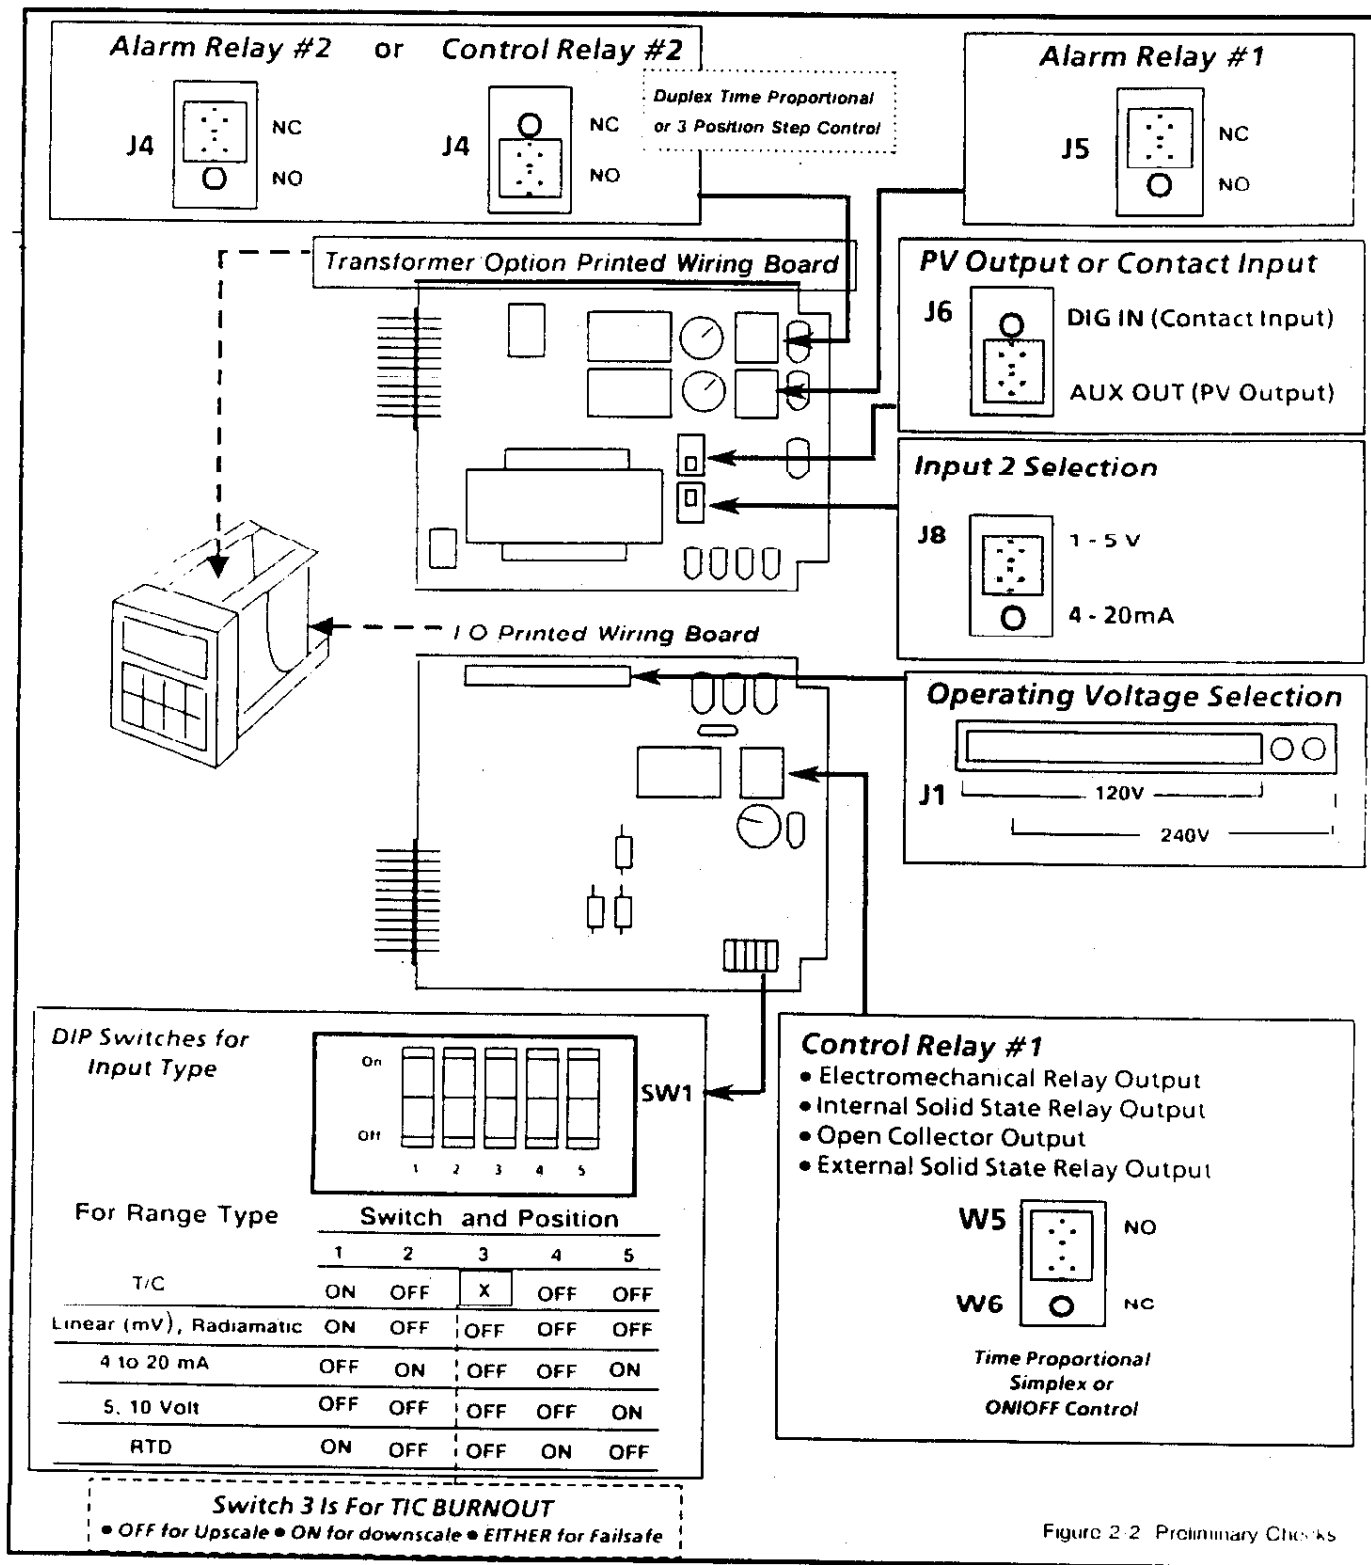 Alarm Relay #2 or Control Relay #2
J4 NC NO
J4 NC NO
Duplex Time Proportional
or 3 Position Step Control
Alarm Relay #1
J5 NC NO
Transformer Option Printed Wiring Board
PV Output or Contact Input
J6
DIG IN (Contact Input)
AUX OUT (PV Output)
Input 2 Selection
J8
1 - 5 V
4 - 20mA
I O Printed Wiring Board
Operating Voltage Selection
J1
120V
240V
DIP Switches for
Input Type
On
Off
1 2 3 4 5
SW1
For Range Type Switch and Position
1 2 3 4 5
T/C ON OFF X OFF OFF
Linear (mV), Radiamatic ON OFF OFF OFF OFF
4 to 20 mA OFF ON OFF OFF ON
5, 10 Volt OFF OFF OFF OFF ON
RTD ON OFF OFF ON OFF
Switch 3 Is For TIC BURNOUT
• OFF for Upscale • ON for downscale • EITHER for Failsafe
Control Relay #1
• Electromechanical Relay Output
• Internal Solid State Relay Output
• Open Collector Output
• External Solid State Relay Output
W5 NO
W6 NC
Time Proportional
Simplex or
ONIOFF Control
Figure 2-2 Preliminary Checks